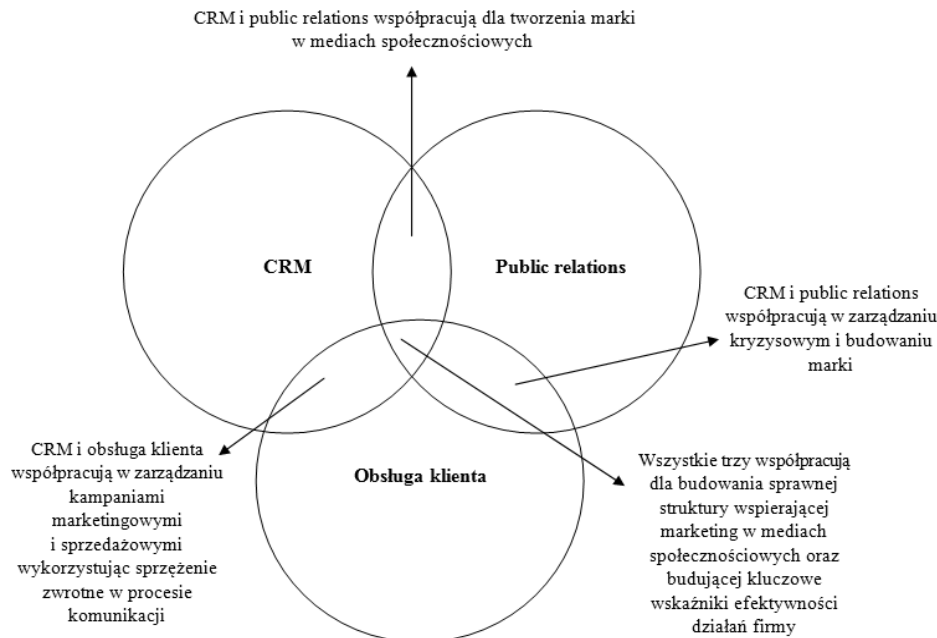 CRM i public relations współpracują dla tworzenia marki
w mediach społecznościowych
CRM
Public relations
CRM i public relations
współpracują w zarządzaniu
kryzysowym i budowaniu
marki
CRM i obsługa klienta
współpracują w zarządzaniu
kampaniami
marketingowymi
i sprzedażowymi
wykorzystując sprzężenie
zwrotne w procesie
komunikacji
Obsługa klienta
Wszystkie trzy współpracują
dla budowania sprawnej
struktury wspierającej
marketing w mediach
społecznościowych oraz
budującej kluczowe
wskaźniki efektywności
działań firmy